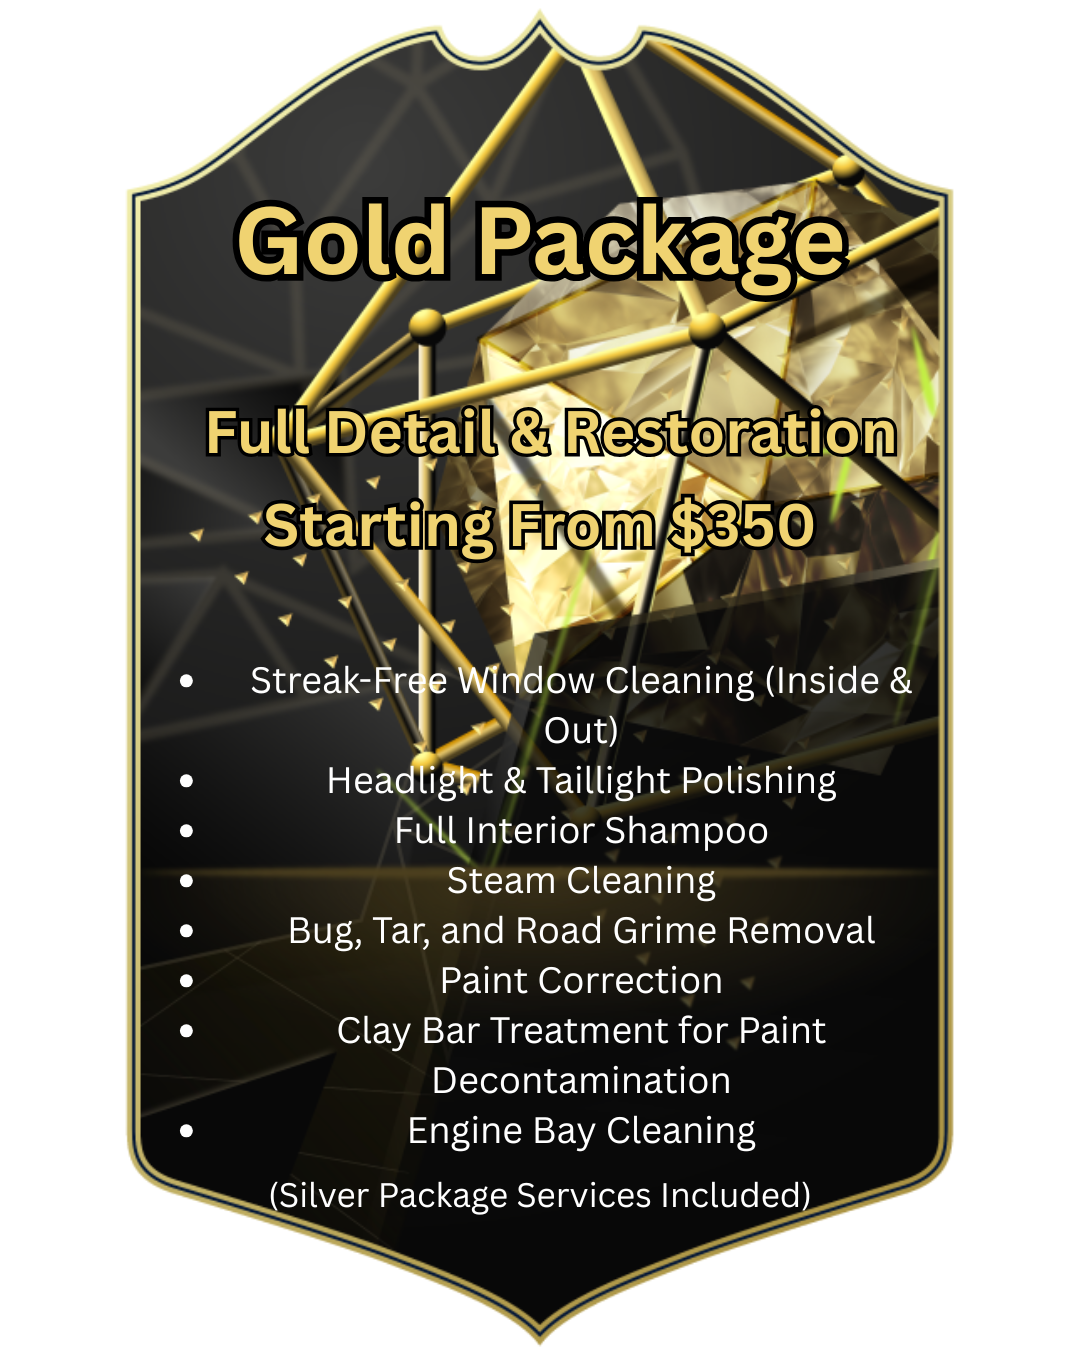 Gold Package
Full Detail & Restoration
Starting From $350
• Streak-Free Window Cleaning (Inside &
Out)
• Headlight & Taillight Polishing
• Full Interior Shampoo
• Steam Cleaning
• Bug, Tar, and Road Grime Removal
• Paint Correction
• Clay Bar Treatment for Paint
Decontamination
• Engine Bay Cleaning
(Silver Package Services Included)